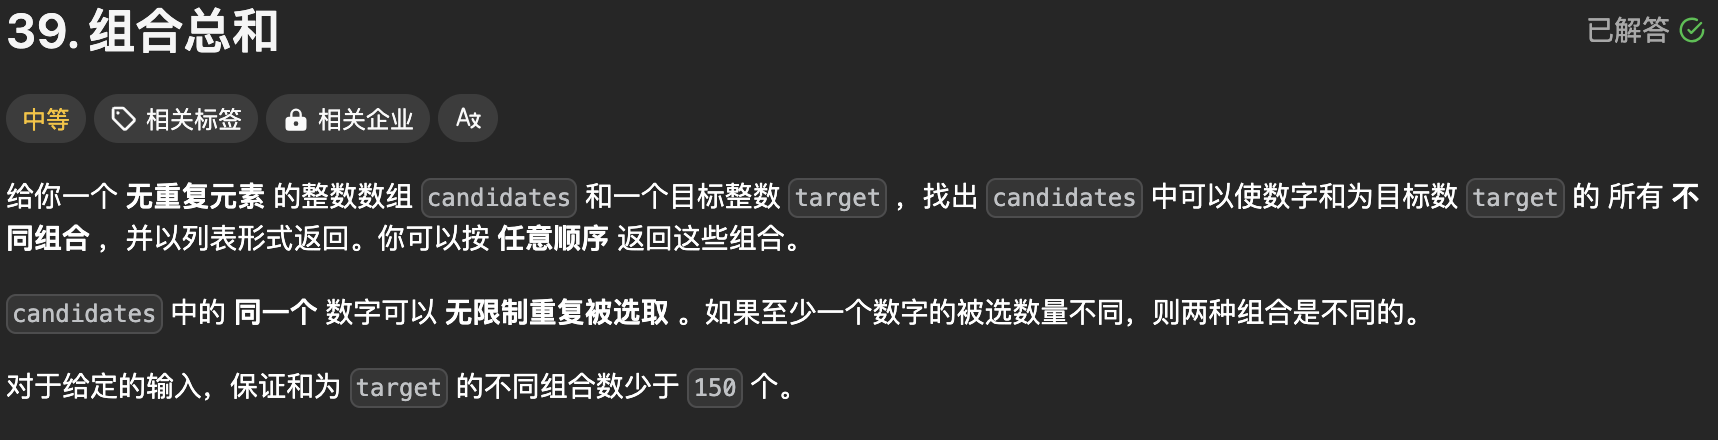 39. 组合总和
已解答
中等 相关标签 相关企业 A文
给你一个 无重复元素 的整数数组 candidates 和一个目标整数 target ，找出 candidates 中可以使数字和为目标数 target 的 所有 不
同组合 ，并以列表形式返回。你可以按 任意顺序 返回这些组合。
candidates 中的 同一个 数字可以 无限制重复被选取 。如果至少一个数字的被选数量不同，则两种组合是不同的。
对于给定的输入，保证和为 target 的不同组合数少于 150 个。